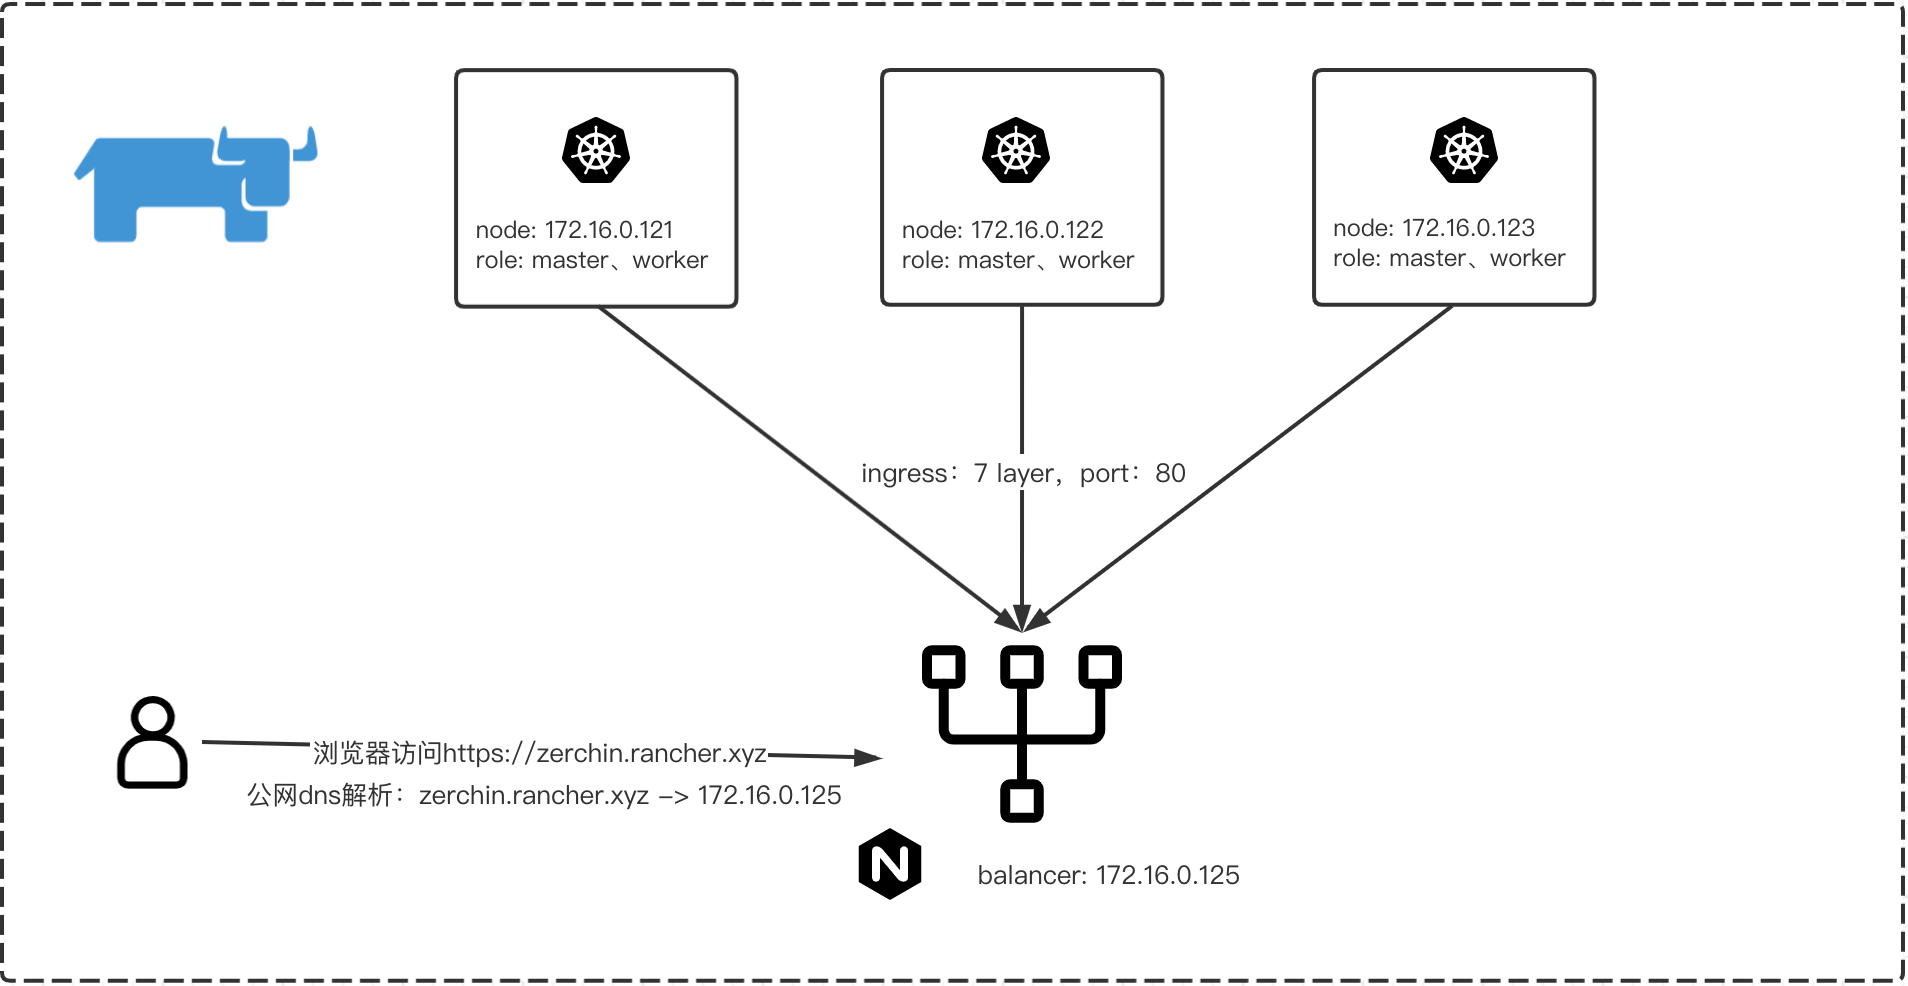 node: 172.16.0.121
role: master、worker
node: 172.16.0.122
role: master、worker
node: 172.16.0.123
role: master、worker
ingress：7 layer，port：80
浏览器访问https://zerchin.rancher.xyz
公网dns解析：zerchin.rancher.xyz -> 172.16.0.125
N
balancer: 172.16.0.125